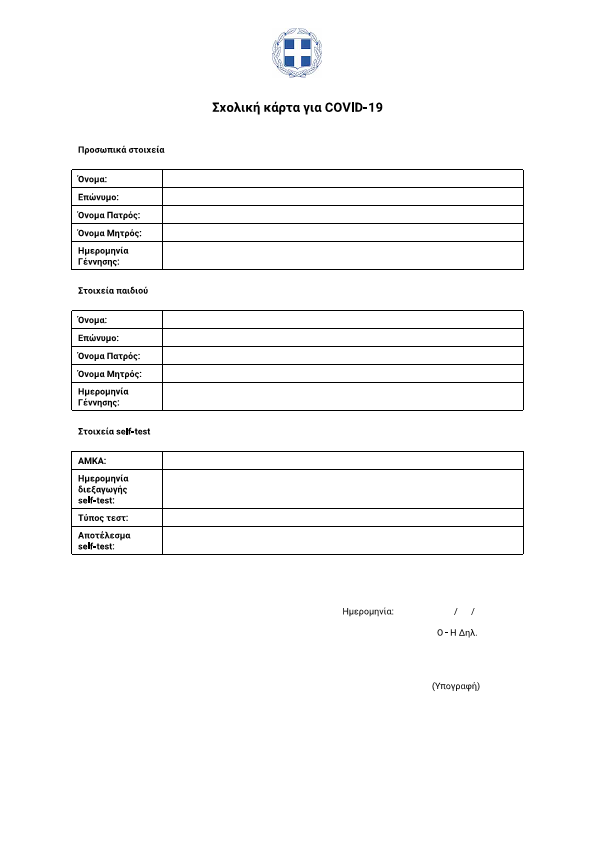 Σχολική κάρτα για COVID-19
Προσωπικά στοιχεία
Όνομα:
Επώνυμο:
Όνομα Πατρός:
Όνομα Μητρός:
Ημερομηνία
Γέννησης:
Στοιχεία παιδιού
Όνομα:
Επώνυμο:
Όνομα Πατρός:
Όνομα Μητρός:
Ημερομηνία
Γέννησης:
Στοιχεία self-test
ΑΜΚΑ:
Ημερομηνία
διεξαγωγής
self-test:
Τύπος τεστ:
Αποτέλεσμα
self-test:
Ημερομηνία: / /
Ο - Η Δηλ.
(Υπογραφή)